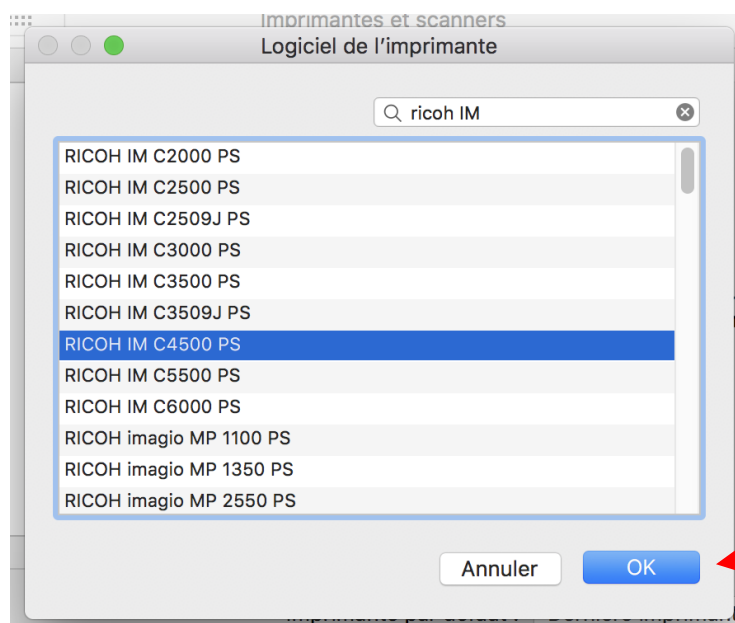 Imprimantes et scanners
Logiciel de l'imprimante
ricoh IM
RICOH IM C2000 PS
RICOH IM C2500 PS
RICOH IM C2509J PS
RICOH IM C3000 PS
RICOH IM C3500 PS
RICOH IM C3509J PS
RICOH IM C4500 PS
RICOH IM C5500 PS
RICOH IM C6000 PS
RICOH imagio MP 1100 PS
RICOH imagio MP 1350 PS
RICOH imagio MP 2550 PS
Annuler OK